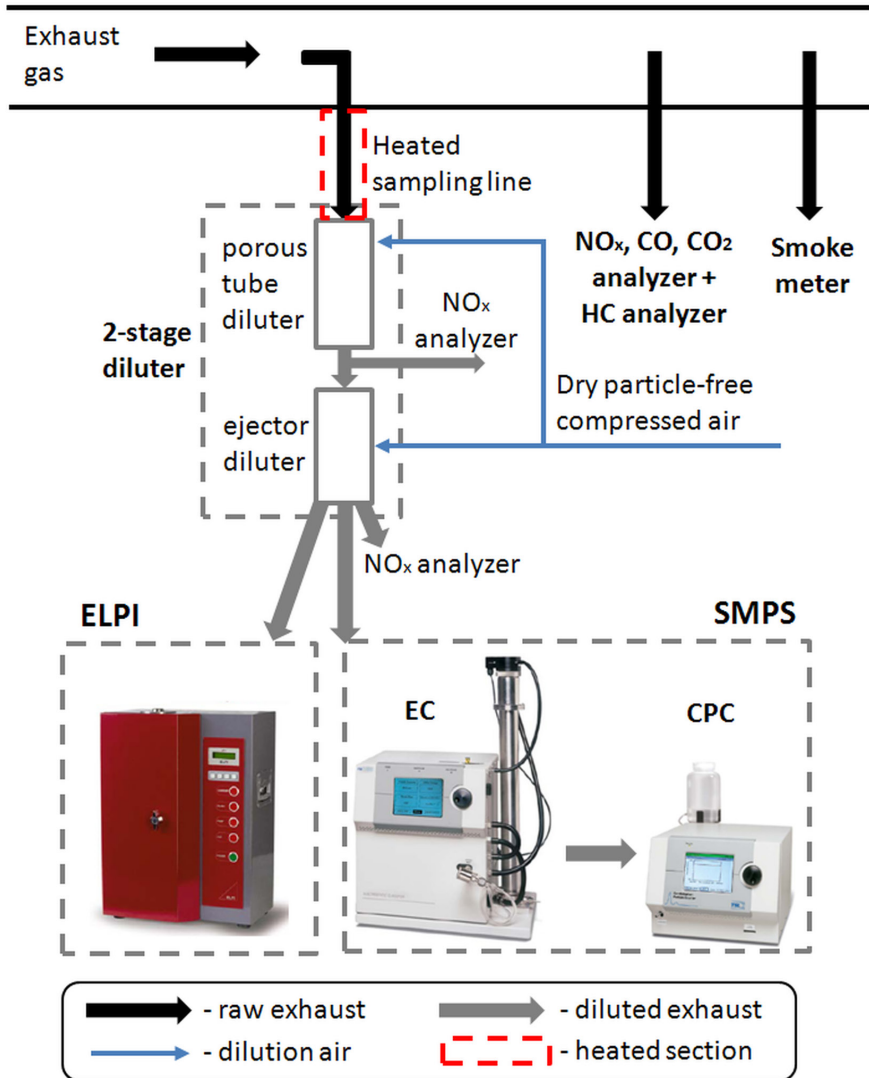 Exhaust
gas
Heated
sampling line
porous
tube
diluter
NOx
analyzer
2-stage
diluter
ejector
diluter
NOx, CO, CO2
analyzer +
HC analyzer
Smoke
meter
Dry particle-free
compressed air
NOx analyzer
ELPI
SMPS
EC
CPC
- raw exhaust
- diluted exhaust
- dilution air
- heated section